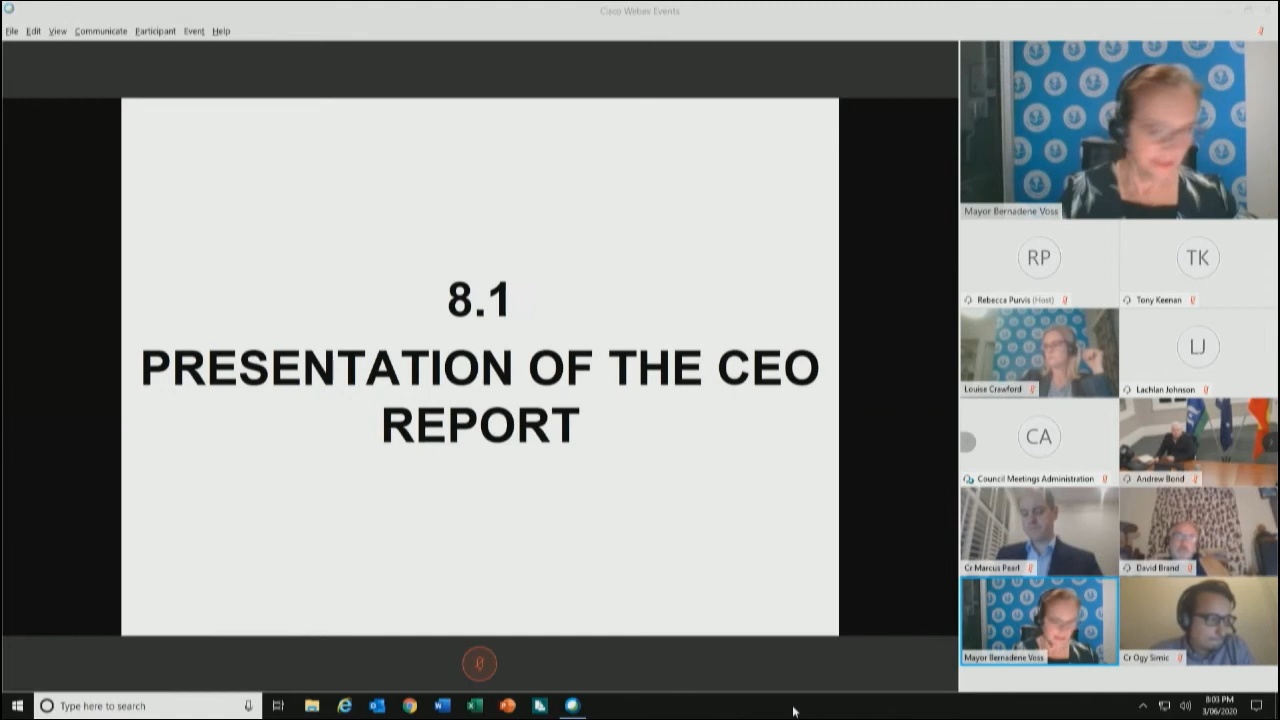 Cisco Webex Events
File Edit View Communicate Participant Event Help
8.1
PRESENTATION OF THE CEO
REPORT
Mayor Bernadene Voss
RP
TK
Rebecca Purvis (Host)
Tony Keenan
LJ
Louise Crawford
Lachlan Johnson
CA
Council Meetings Administration
Andrew Bond
Cr Marcus Pearl
David Brand
Mayor Bernadene Voss
Cr Ogy Simic
Type here to search
8:03 PM
3/06/2020